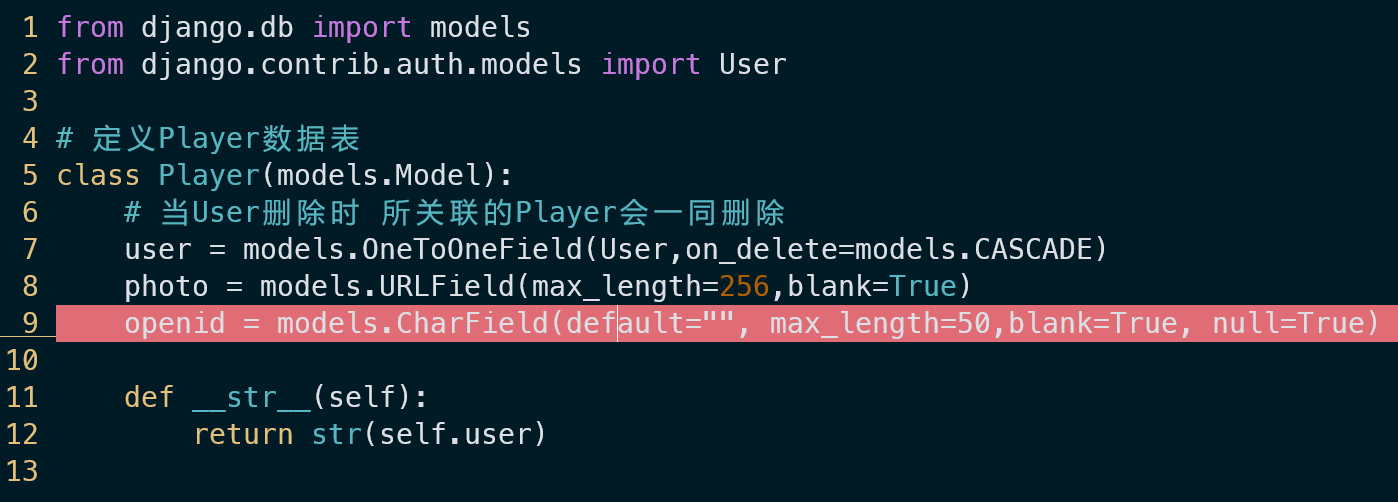 1 from django.db import models
2 from django.contrib.auth.models import User
3
4 # 定义Player数据表
5 class Player(models.Model):
6     # 当User删除时 所关联的Player会一同删除
7     user = models.OneToOneField(User,on_delete=models.CASCADE)
8     photo = models.URLField(max_length=256,blank=True)
9     openid = models.CharField(default="", max_length=50,blank=True, null=True)
10
11     def __str__(self):
12         return str(self.user)
13